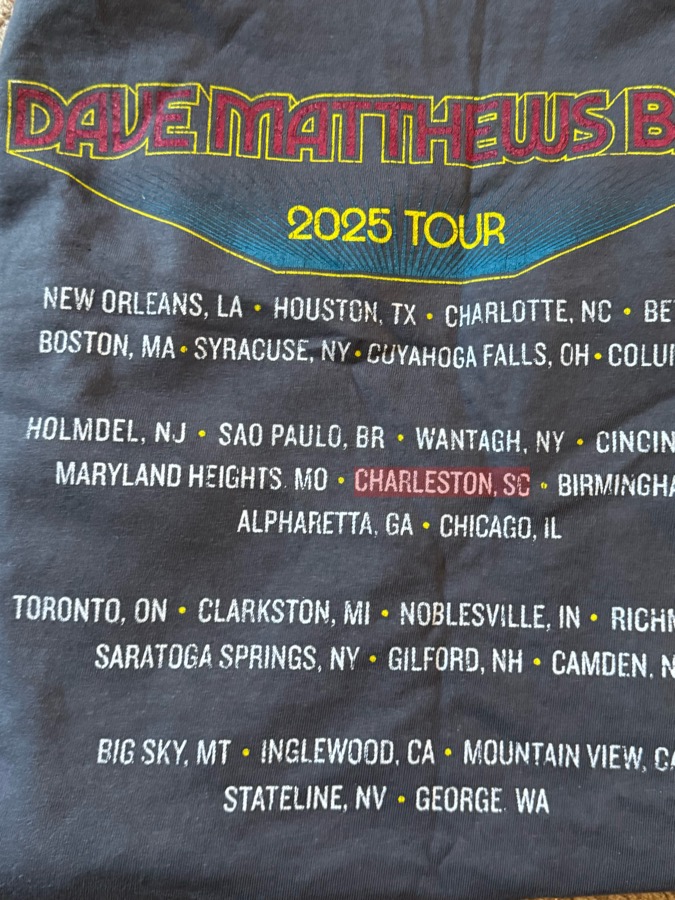 DAVE MATTHEWS B
2025 TOUR
NEW ORLEANS, LA • HOUSTON, TX • CHARLOTTE, NC •
BOSTON, MA • SYRACUSE, NY • CUYAHOGA FALLS, OH •
HOLMDEL, NJ • SAO PAULO, BR • WANTAGH, NY •
MARYLAND HEIGHTS. MO • CHARLESTON, SC •
ALPHARETTA, GA • CHICAGO, IL
TORONTO, ON • CLARKSTON, MI • NOBLESVILLE, IN •
SARATOGA SPRINGS, NY • GILFORD, NH • CAMDEN. N
BIG SKY, MT • INGLEWOOD, CA • MOUNTAIN VIEW, CA
STATELINE, NV • GEORGE. WA